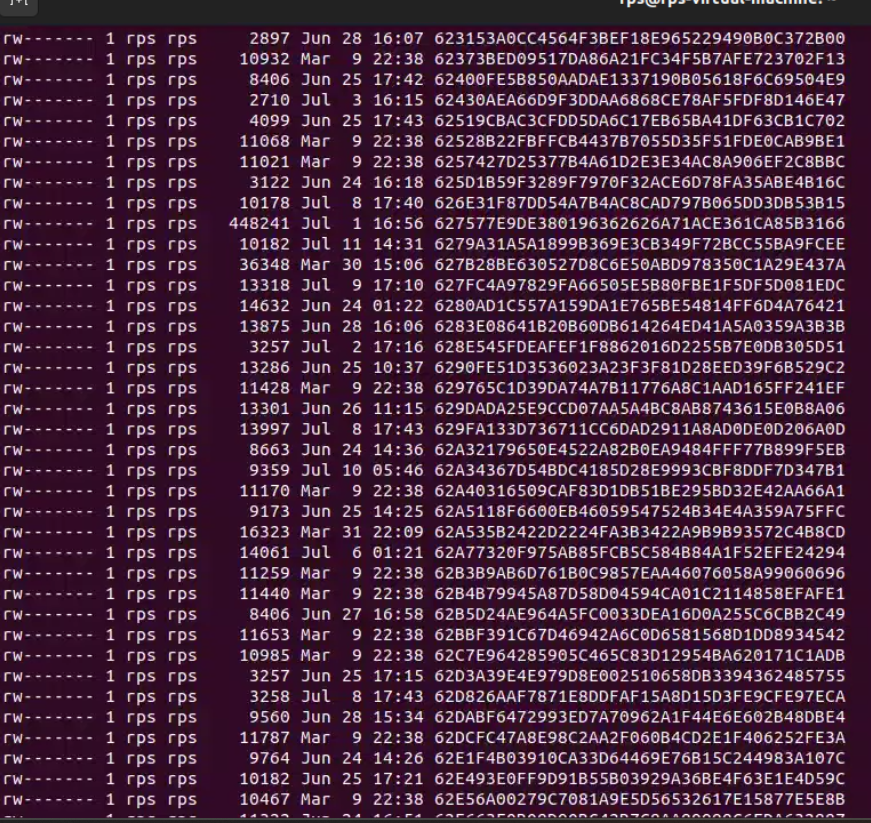 rps@rps-virtual-machine: ~
rw------- 1 rps rps 2897 Jun 28 16:07 623153A0CC4564F3BEF18E965229490B0C372B00
rw------- 1 rps rps 10932 Mar 9 22:38 62373BED09517DA86A21FC34F5B7AFE723702F13
rw------- 1 rps rps 8406 Jun 25 17:42 62400FE5B850AADAE1337190B05618F6C69504E9
rw------- 1 rps rps 2710 Jul 3 16:15 62430AEA66D9F3DDAA6868CE78AF5FDF8D146E47
rw------- 1 rps rps 4099 Jun 25 17:43 62519CBAC3CFDD5DA6C17EB65BA41DF63CB1C702
rw------- 1 rps rps 11068 Mar 9 22:38 62528B22FBFFCB4437B7055D35F51FDE0CAB9BE1
rw------- 1 rps rps 11021 Mar 9 22:38 6257427D25377B4A61D2E3E34AC8A906EF2C8BBC
rw------- 1 rps rps 3122 Jun 24 16:18 625D1B59F3289F7970F32ACE6D78FA35ABE4B16C
rw------- 1 rps rps 10178 Jul 8 17:40 626E31F87DD54A7B4AC8CAD797B065DD3DB53B15
rw------- 1 rps rps 448241 Jul 1 16:56 627577E9DE380196362626A71ACE361CA85B3166
rw------- 1 rps rps 10182 Jul 11 14:31 6279A31A5A1899B369E3CB349F72BCC55BA9FCEE
rw------- 1 rps rps 36348 Mar 30 15:06 627B28BE630527D8C6E50ABD978350C1A29E437A
rw------- 1 rps rps 13318 Jul 9 17:10 627FC4A97829FA66505E5B80FBE1F5DF5D081EDC
rw------- 1 rps rps 14632 Jun 24 01:22 6280AD1C557A159DA1E765BE54814FF6D4A76421
rw------- 1 rps rps 13875 Jun 28 16:06 6283E08641B20B60DB614264ED41A5A0359A3B3B
rw------- 1 rps rps 3257 Jul 2 17:16 628E545FDEAFEF1F8862016D2255B7E0DB305D51
rw------- 1 rps rps 13286 Jun 25 10:37 6290FE51D3536023A23F3F81D28EED39F6B529C2
rw------- 1 rps rps 11428 Mar 9 22:38 629765C1D39DA74A7B11776A8C1AAD165FF241EF
rw------- 1 rps rps 13301 Jun 26 11:15 629DADA25E9CCD07AA5A4BC8AB8743615E0B8A06
rw------- 1 rps rps 13997 Jul 8 17:43 629FA133D736711CC6DAD2911A8AD0DE0D206A0D
rw------- 1 rps rps 8663 Jun 24 14:36 62A32179650E4522A82B0EA9484FFF77B899F5EB
rw------- 1 rps rps 9359 Jul 10 05:46 62A34367D54BDC4185D28E9993CBF8DDF7D347B1
rw------- 1 rps rps 11170 Mar 9 22:38 62A40316509CAF83D1DB51BE295BD32E42AA66A1
rw------- 1 rps rps 9173 Jun 25 14:25 62A5118F6600EB46059547524B34E4A359A75FFC
rw------- 1 rps rps 16323 Mar 31 22:09 62A535B2422D2224FA3B3422A9B9B93572C4B8CD
rw------- 1 rps rps 14061 Jul 6 01:21 62A77320F975AB85FCB5C584B84A1F52EFE24294
rw------- 1 rps rps 11259 Mar 9 22:38 62B3B9AB6D761B0C9857EAA46076058A99060696
rw------- 1 rps rps 11440 Mar 9 22:38 62B4B79945A87D58D04594CA01C2114858EFAFE1
rw------- 1 rps rps 8406 Jun 27 16:58 62B5D24AE964A5FC0033DEA16D0A255C6CBB2C49
rw------- 1 rps rps 11653 Mar 9 22:38 62BBF391C67D46942A6C0D6581568D1DD8934542
rw------- 1 rps rps 10985 Mar 9 22:38 62C7E964285905C465C83D12954BA620171C1ADB
rw------- 1 rps rps 3257 Jun 25 17:15 62D3A39E4E979D8E002510658DB3394362485755
rw------- 1 rps rps 3258 Jul 8 17:43 62D826AAF7871E8DDFAF15A8D15D3FE9CFE97ECA
rw------- 1 rps rps 9560 Jun 28 15:34 62DABF6472993ED7A70962A1F44E6E602B48DBE4
rw------- 1 rps rps 11787 Mar 9 22:38 62DCFC47A8E98C2AA2F060B4CD2E1F406252FE3A
rw------- 1 rps rps 9764 Jun 24 14:26 62E1F4B03910CA33D64469E76B15C244983A107C
rw------- 1 rps rps 10182 Jun 25 17:21 62E493E0FF9D91B55B03929A36BE4F63E1E4D59C
rw------- 1 rps rps 10467 Mar 9 22:38 62E56A00279C7081A9E5D56532617E15877E5E8B